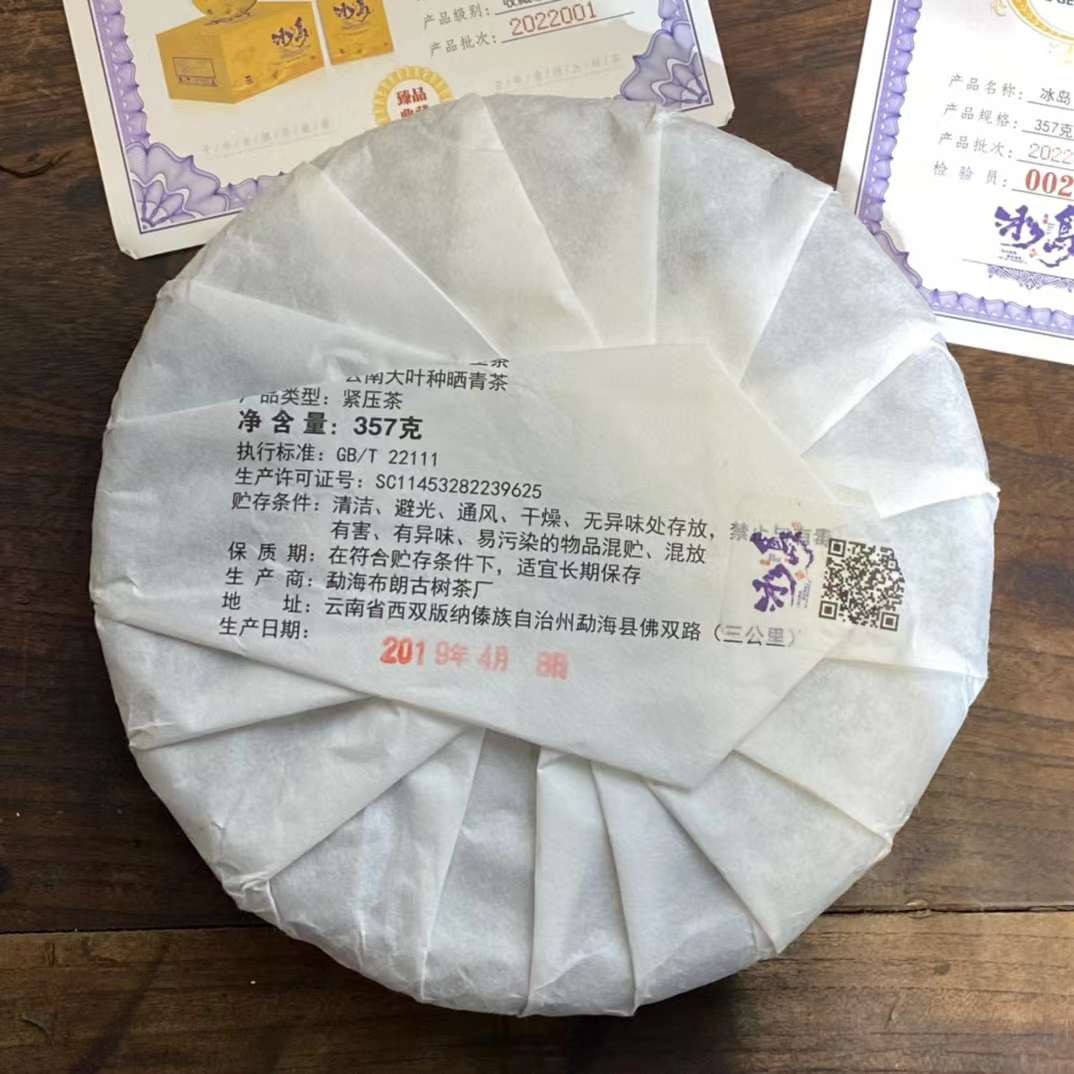 冰岛
产品级别:
产品批次: 2022001
臻品
典藏
产品名称: 冰岛
产品规格: 357克
产品批次: 2022
检 验 员: 002
冰岛
云南大叶种晒青茶
产品类型: 紧压茶
净 含 量: 357克
执行标准: GB/T 22111
生产许可证号: SC11453282239625
贮存条件: 清洁、避光、通风、干燥、无异味处存放, 禁止与有毒
有害、有异味、易污染的物品混贮、混放
保 质 期: 在符合贮存条件下, 适宜长期保存
生 产 商: 勐海布朗古树茶厂
地 址: 云南省西双版纳傣族自治州勐海县佛双路 (三公里)
生产日期:
2019年 4月 8日
冰岛